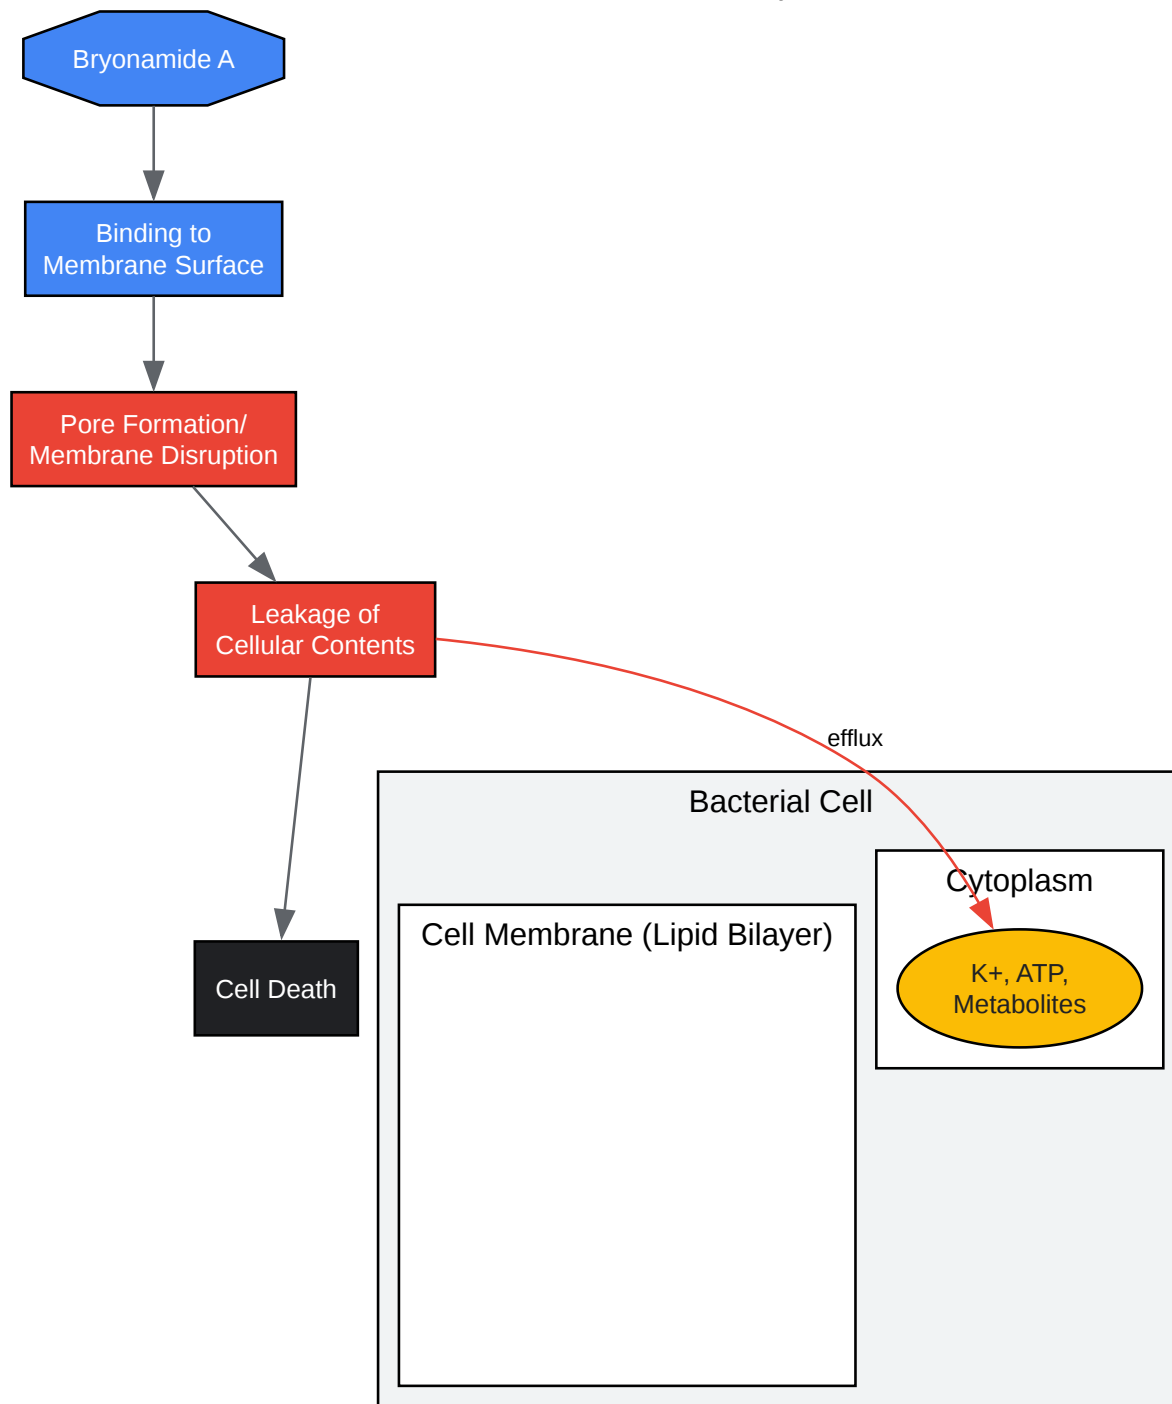 Bryonamide A
Binding to
Membrane Surface
Pore Formation/
Membrane Disruption
Leakage of
Cellular Contents
efflux
Bacterial Cell
Cytoplasm
Cell Membrane (Lipid Bilayer)
K+, ATP,
Metabolites
Cell Death